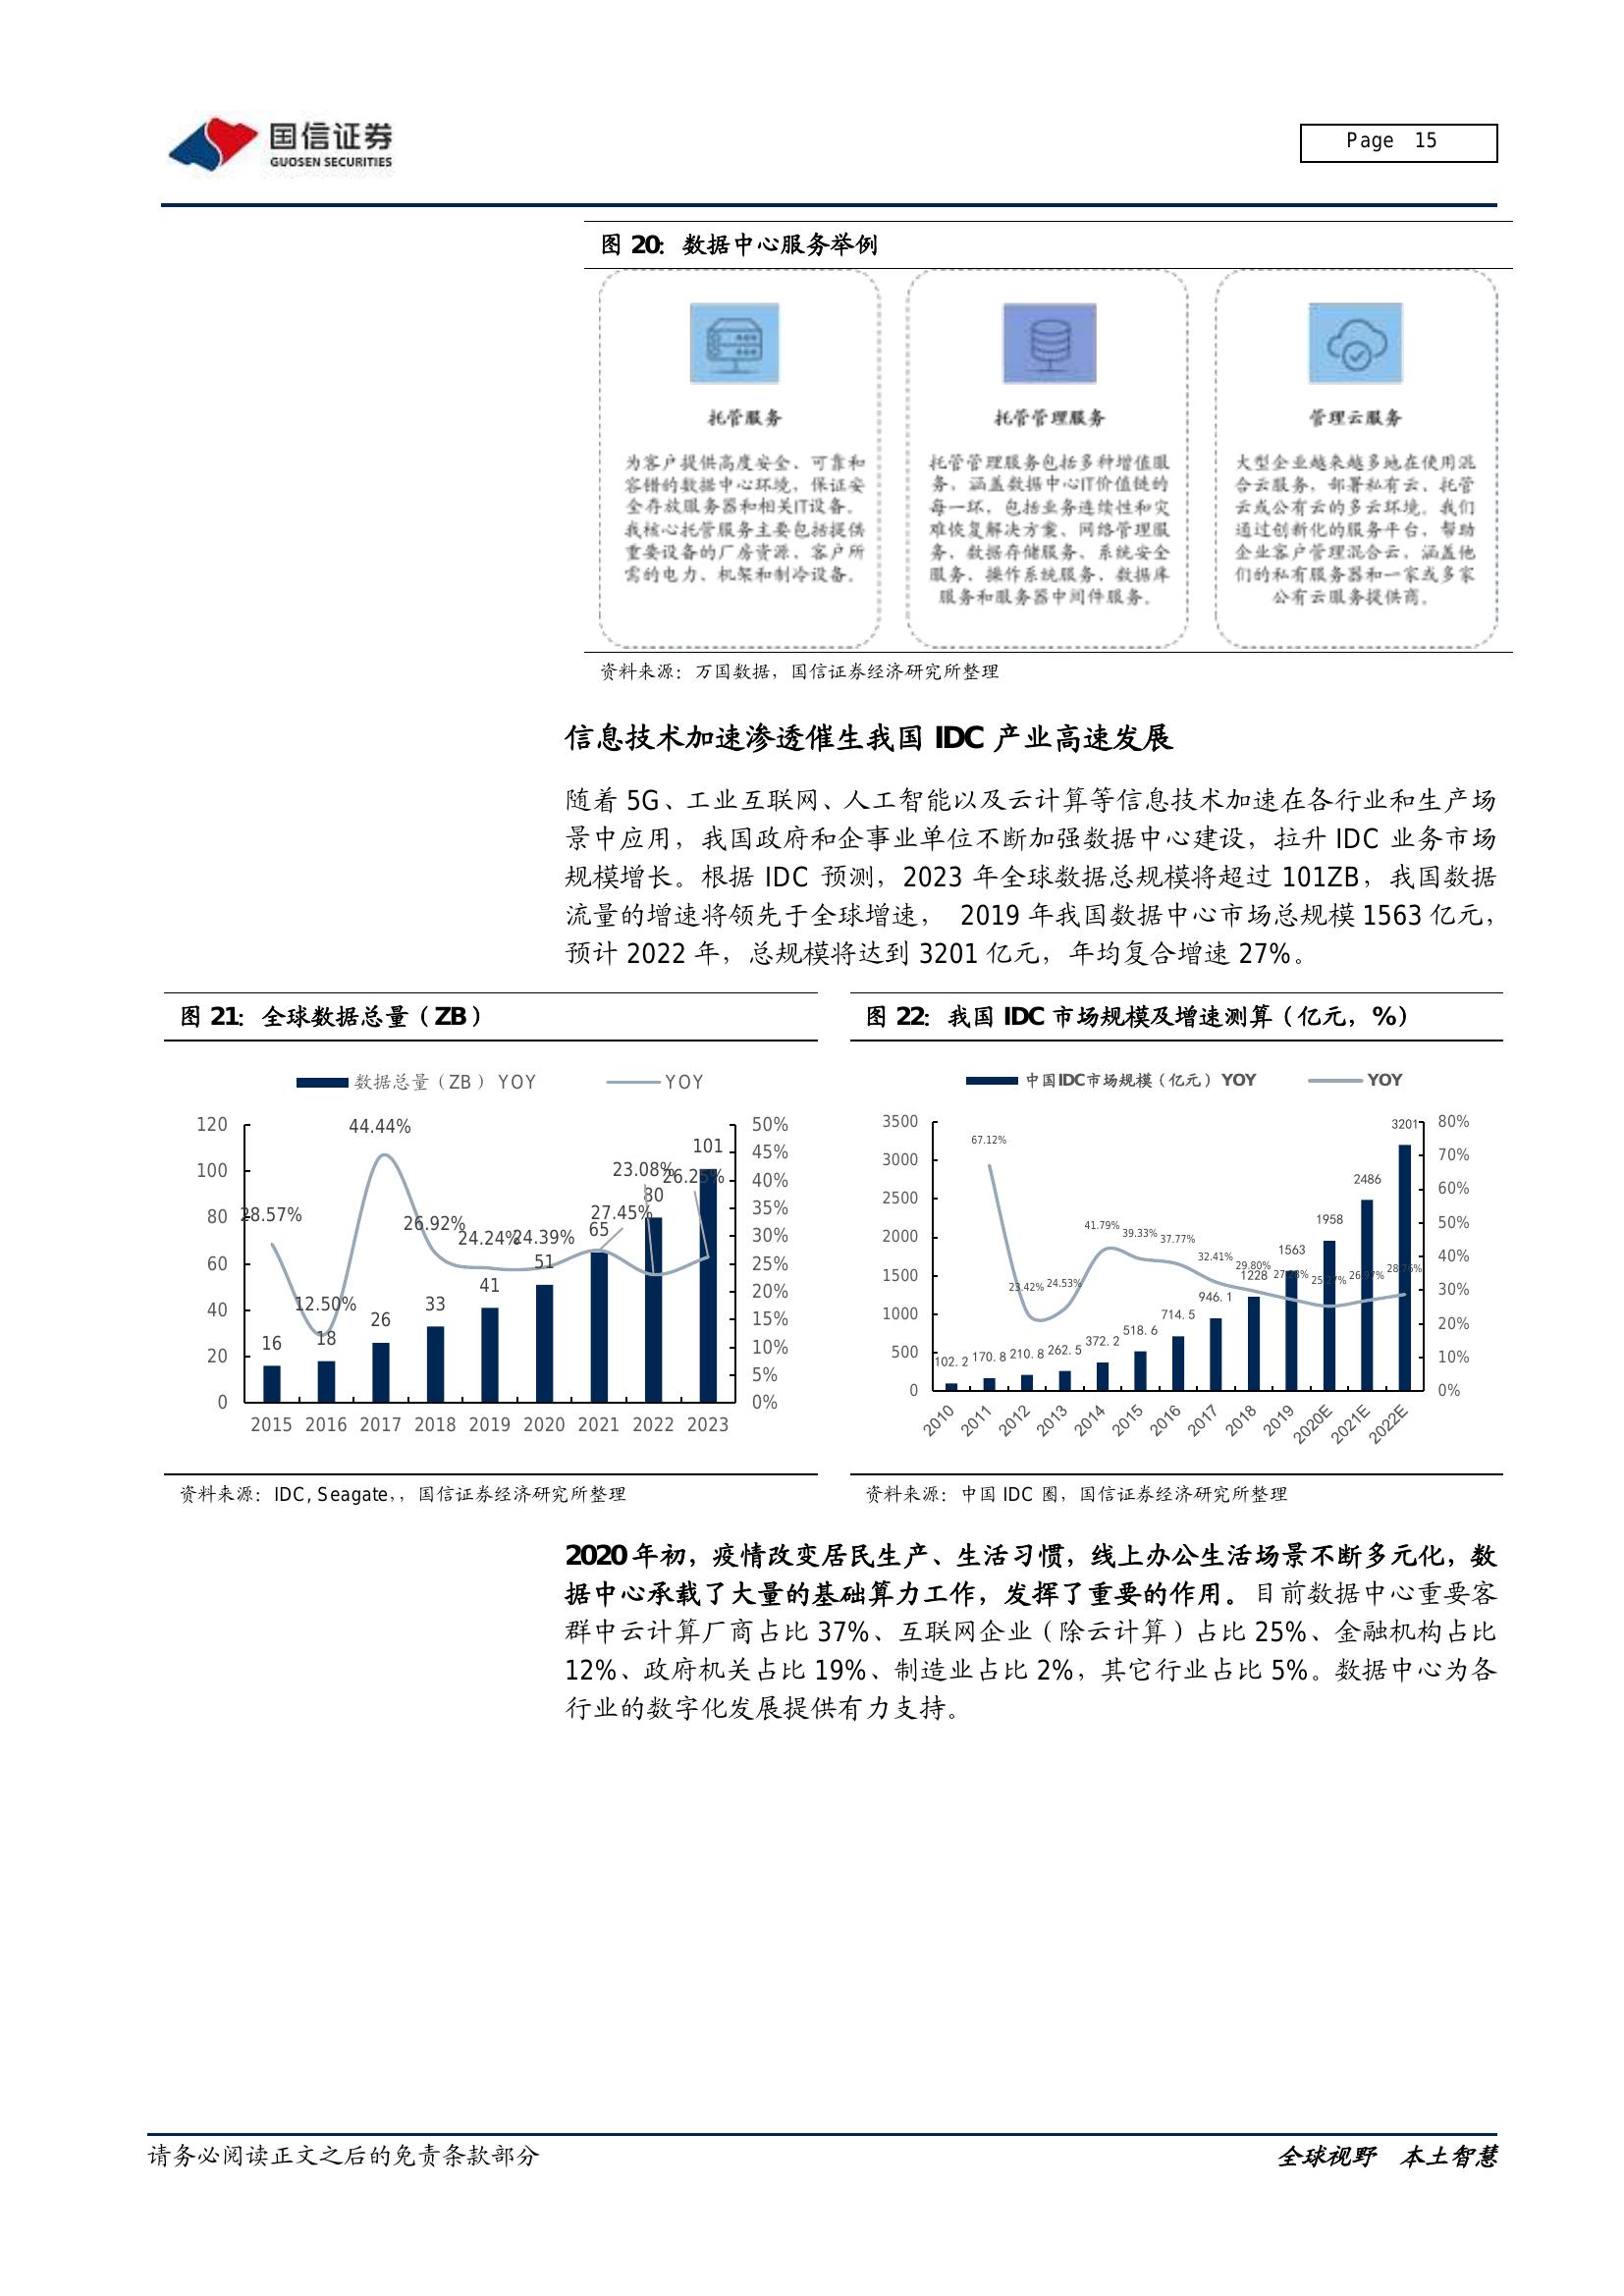 国信证券
GUOSEN SECURITIES
Page 15
图 20：数据中心服务举例
托管服务
为客户提供高度安全、可靠和
容错的数据中心环境，保证安
全存放服务器和相关IT设备。
我核心托管服务主要包括提供
重要设备的厂房资源、客户所
需的电力、机架和制冷设备。
托管管理服务
托管管理服务包括多种增值服
务，涵盖数据中心IT价值链的
每一环，包括业务连续性和灾
难恢复解决方案、网络管理服
务、数据存储服务、系统安全
服务、操作系统服务、数据库
服务和服务器中间件服务。
管理云服务
大型企业越来越多地在使用混
合云服务，部署私有云、托管
云或公有云的多云环境。我们
通过创新化的服务平台，帮助
企业客户管理混合云，涵盖他
们的私有服务器和一家或多家
公有云服务提供商。
资料来源：万国数据，国信证券经济研究所整理
信息技术加速渗透催生我国 IDC 产业高速发展
随着 5G、工业互联网、人工智能以及云计算等信息技术加速在各行业和生产场
景中应用，我国政府和企事业单位不断加强数据中心建设，拉升 IDC 业务市场
规模增长。根据 IDC 预测，2023 年全球数据总规模将超过 101ZB，我国数据
流量的增速将领先于全球增速， 2019 年我国数据中心市场总规模 1563 亿元，
预计 2022 年，总规模将达到 3201 亿元，年均复合增速 27%。
图 21：全球数据总量（ZB）
数据总量（ZB） YOY YOY
120
100
80
60
40
20
0
50%
45%
40%
35%
30%
25%
20%
15%
10%
5%
0%
28.57% 12.50% 44.44% 26.92% 24.24% 24.39% 27.45% 23.08% 26.25%
16 18 26 33 41 51 65 80 101
2015 2016 2017 2018 2019 2020 2021 2022 2023
资料来源：IDC, Seagate,，国信证券经济研究所整理
图 22：我国 IDC 市场规模及增速测算（亿元，%）
中国IDC市场规模（亿元） YOY YOY
3500
3000
2500
2000
1500
1000
500
0
80%
70%
60%
50%
40%
30%
20%
10%
0%
67.12% 23.42% 24.53% 41.79% 39.33% 37.77% 32.41% 29.80%
102.2 170.8 210.8 262.5 372.2 518.6 714.5 946.1 1228 1563 1958 2486 3201
2010 2011 2012 2013 2014 2015 2016 2017 2018 2019 2020E 2021E 2022E
资料来源：中国 IDC 圈，国信证券经济研究所整理
2020 年初，疫情改变居民生产、生活习惯，线上办公生活场景不断多元化，数
据中心承载了大量的基础算力工作，发挥了重要的作用。目前数据中心重要客
群中云计算厂商占比 37%、互联网企业（除云计算）占比 25%、金融机构占比
12%、政府机关占比 19%、制造业占比 2%，其它行业占比 5%。数据中心为各
行业的数字化发展提供有力支持。
请务必阅读正文之后的免责条款部分
全球视野 本土智慧